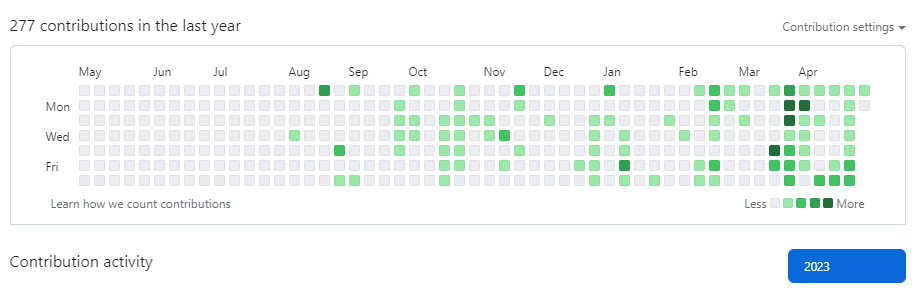 277 contributions in the last year
Contribution settings
May Jun Jul Aug Sep Oct Nov Dec Jan Feb Mar Apr
Mon
Wed
Fri
Learn how we count contributions
Less More
Contribution activity
2023